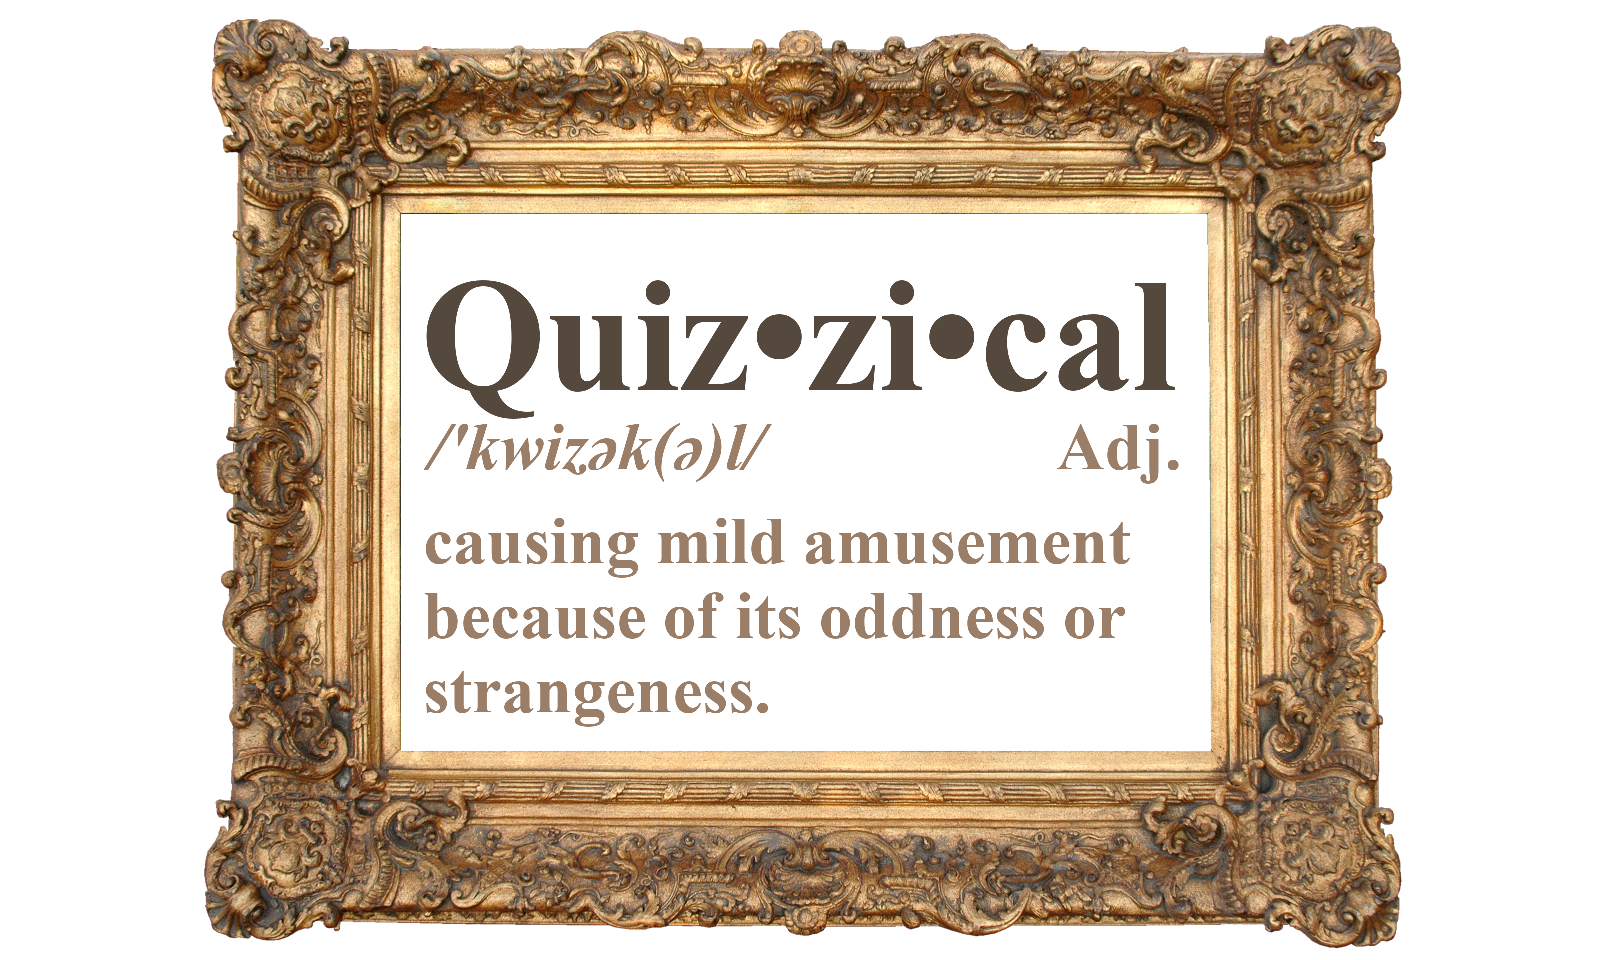 Quiz•zi•cal
/'kwizək(ə)l/ Adj.
causing mild amusement
because of its oddness or
strangeness.